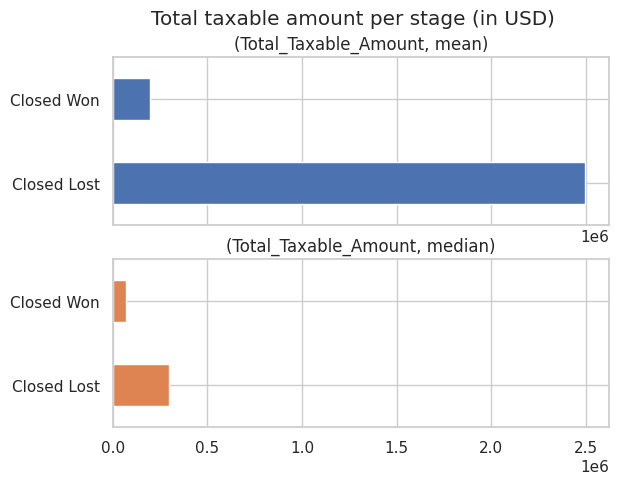 Total taxable amount per stage (in USD)
(Total_Taxable_Amount, mean)
Closed Won
Closed Lost
1e6
(Total_Taxable_Amount, median)
Closed Won
Closed Lost
0.0 0.5 1.0 1.5 2.0 2.5
1e6